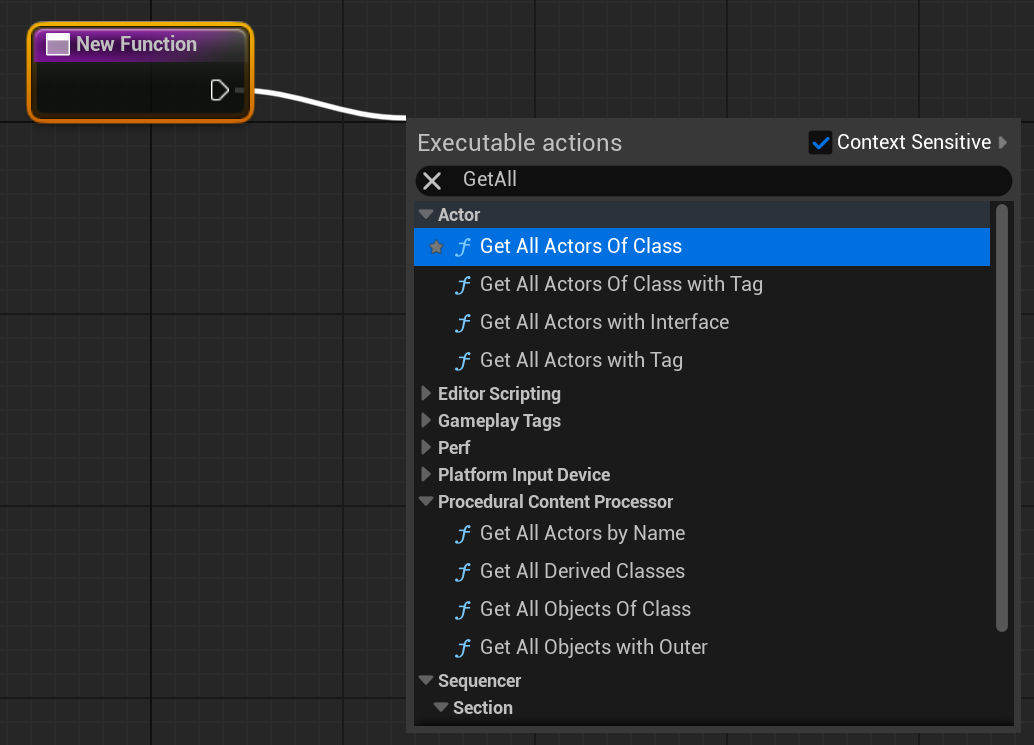 New Function
Executable actions
Context Sensitive
GetAll
Actor
Get All Actors Of Class
Get All Actors Of Class with Tag
Get All Actors with Interface
Get All Actors with Tag
Editor Scripting
Gameplay Tags
Perf
Platform Input Device
Procedural Content Processor
Get All Actors by Name
Get All Derived Classes
Get All Objects Of Class
Get All Objects with Outer
Sequencer
Section